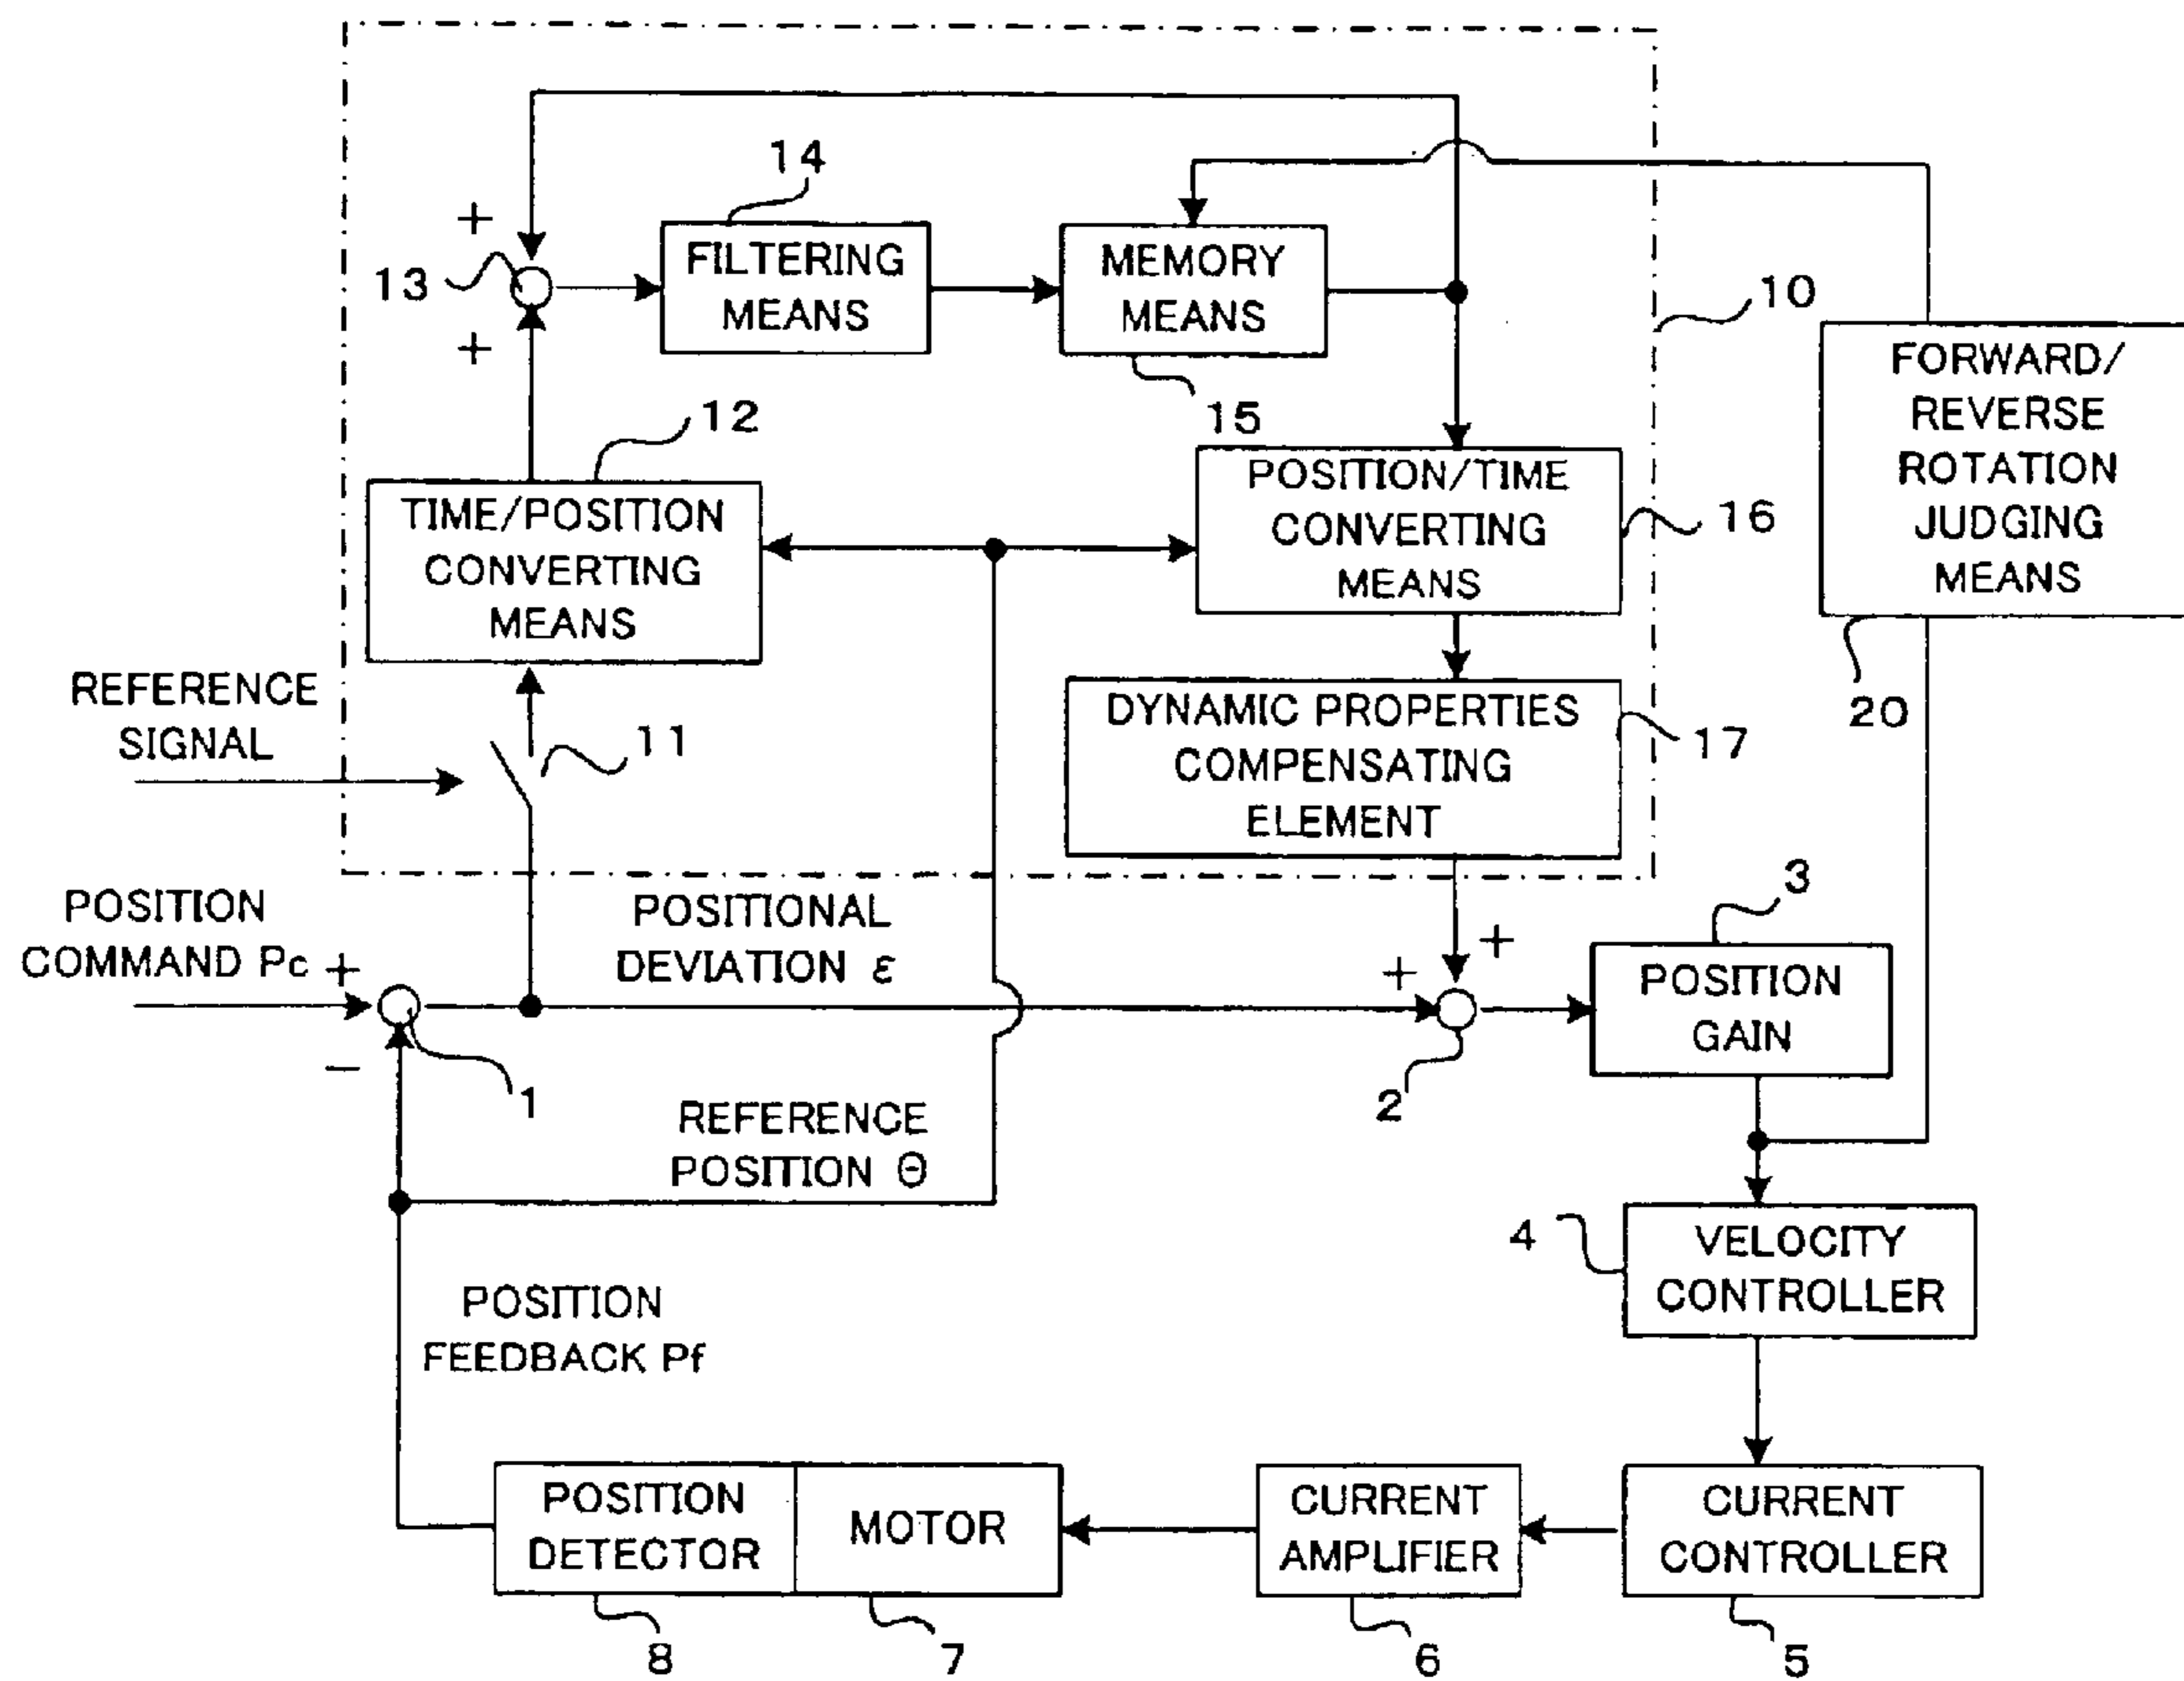 14
+
13
FILTERING
MEANS
MEMORY
MEANS
10
+
15
FORWARD/
REVERSE
ROTATION
JUDGING
MEANS
12
TIME/POSITION
CONVERTING
MEANS
POSITION/TIME
CONVERTING
MEANS
16
20
REFERENCE
SIGNAL
11
DYNAMIC PROPERTIES
COMPENSATING
ELEMENT
17
POSITION
COMMAND Pc
+
POSITIONAL
DEVIATION ε
+
+
3
POSITION
GAIN
−
1
2
REFERENCE
POSITION Θ
4
VELOCITY
CONTROLLER
POSITION
FEEDBACK Pf
POSITION
DETECTOR
MOTOR
CURRENT
AMPLIFIER
CURRENT
CONTROLLER
8
7
6
5